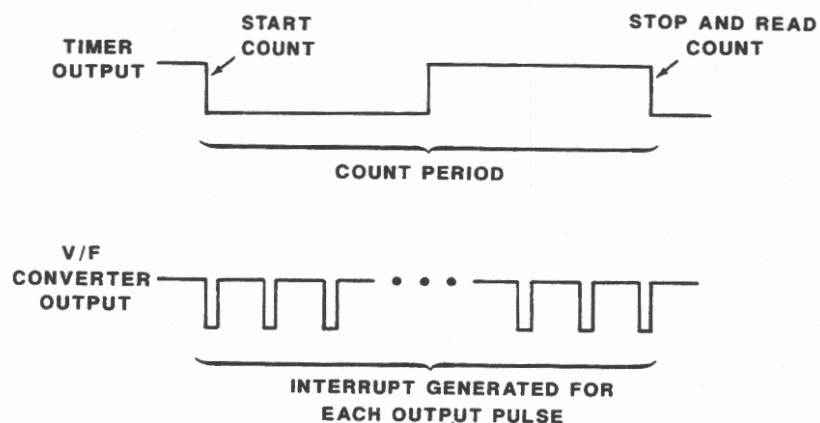 START
COUNT
STOP AND READ
COUNT
TIMER
OUTPUT
COUNT PERIOD
V/F
CONVERTER
OUTPUT
INTERRUPT GENERATED FOR
EACH OUTPUT PULSE